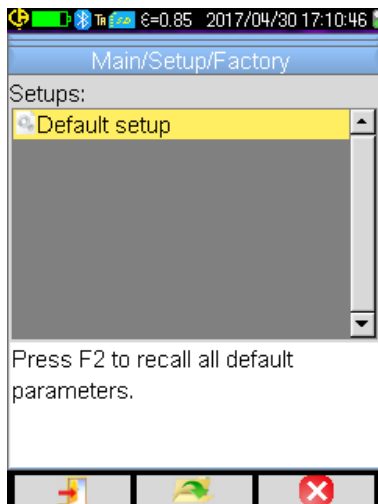 ε=0.85 2017/04/30 17:10:46
Main/Setup/Factory
Setups:
Default setup
Press F2 to recall all default
parameters.